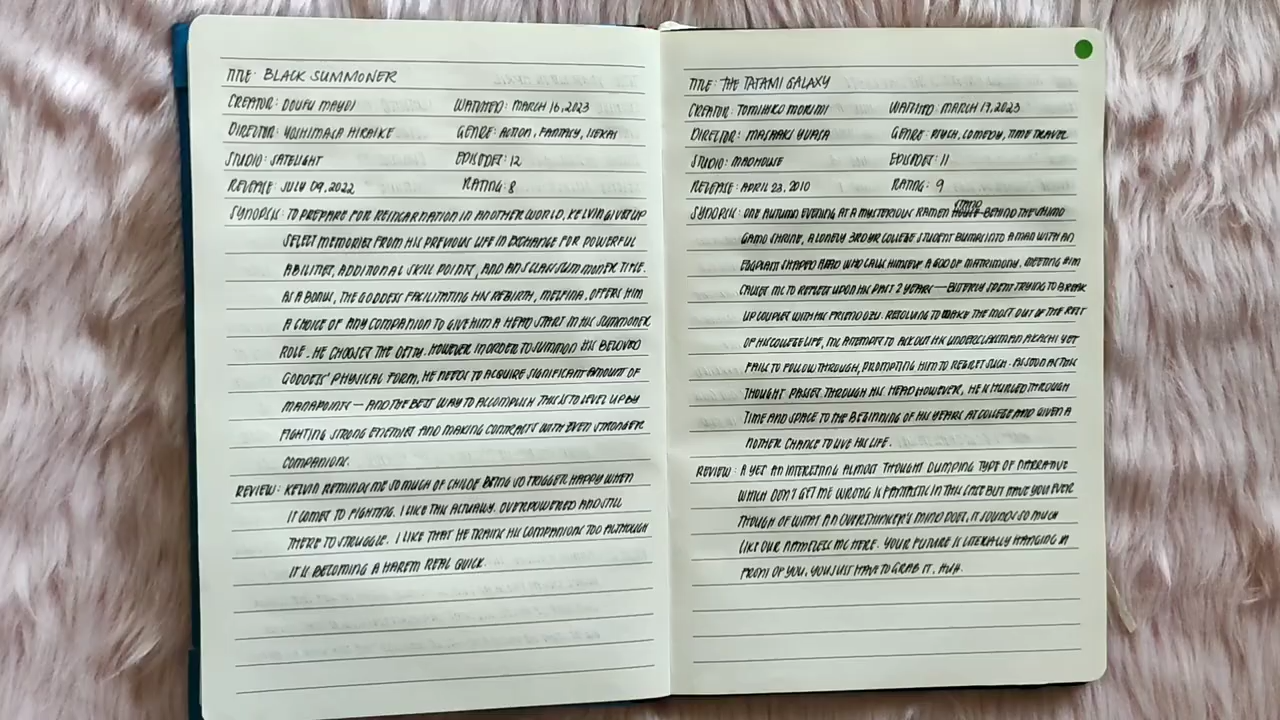 TITLE: BLACK SUMMONER
CREATOR: DOUFU MAYOI WATCHED: MARCH 16, 2023
DIRECTOR: YOSHIMASA HIRAIKE GENRE: ACTION, FANTASY, ISEKAI
STUDIO: SATELIGHT EPISODES: 12
RELEASE: JULY 09, 2022 RATING: 8
SYNOPSIS: TO PREPARE FOR REINCARNATION IN ANOTHER WORLD, KELVIN GIVES UP
SELECT MEMORIES FROM HIS PREVIOUS LIFE IN EXCHANGE FOR POWERFUL
ABILITIES, ADDITIONAL SKILL POINTS, AND AN S CLASS SUMMONER TITLE.
AS A BONUS, THE GODDESS FACILITATING HIS REBIRTH, MELFINA, OFFERS HIM
A CHOICE OF ANY COMPANION TO GIVE HIM A HEAD START IN HIS SUMMONER
ROLE. HE CHOOSES THE DEITY. HOWEVER IN ORDER TO SUMMON HIS BELOVED
GODDESS' PHYSICAL FORM, HE NEEDS TO ACQUIRE SIGNIFICANT AMOUNT OF
MANA POINTS — AND THE BEST WAY TO ACCOMPLISH THIS IS TO LEVEL UP BY
FIGHTING STRONG ENEMIES AND MAKING CONTRACTS WITH EVEN STRONGER
COMPANIONS.
REVIEW: KELVIN REMINDS ME SO MUCH OF CHILDE BEING SO TRIGGER HAPPY WHEN
IT COMES TO FIGHTING. I LIKE THIS ACTUALLY. OVERPOWERED AND STILL
THERE TO STRUGGLE. I LIKE THAT HE TRAINS HIS COMPANIONS TOO ALTHOUGH
IT IS BECOMING A HAREM REAL QUICK.
TITLE: THE TATAMI GALAXY
CREATOR: TOMIHIKO MORIMI WATCHED MARCH 17, 2023
DIRECTOR: MASAAKI YUASA GENRE: PSYCH, COMEDY, TIME TRAVEL
STUDIO: MADHOUSE EPISODES: 11
RELEASE: APRIL 23, 2010 RATING: 9
SYNOPSIS: ONE AUTUMN EVENING AT A MYSTERIOUS RAMEN STAND BEHIND THE SHIMO
GAMO SHRINE, A LONELY 3RD YR COLLEGE STUDENT BUMPS INTO A MAN WITH AN
EGGPLANT SHAPED HEAD WHO CALLS HIMSELF A GOD OF MATRIMONY. MEETING HIM
CAUSES MC TO REFLECT UPON HIS PAST 2 YEARS — BITTERLY SPENT TRYING TO BREAK
UP COUPLES WITH HIS FRIEND OZU. RESOLVING TO MAKE THE MOST OUT OF THE REST
OF HIS COLLEGE LIFE, MC ATTEMPTS TO ASK OUT HIS UNDERCLASSMAN AKASHI YET
FAILS TO FOLLOW THROUGH, PROMPTING HIM TO REGRET SUCH. AS SOON AS THIS
THOUGHT PASSES THROUGH HIS HEAD HOWEVER, HE IS HURLED THROUGH
TIME AND SPACE TO THE BEGINNING OF HIS YEARS AT COLLEGE AND GIVEN A
NOTHER CHANCE TO LIVE HIS LIFE.
REVIEW: A YES AN INTERESTING ALMOST THOUGHT DUMPING TYPE OF NARRATIVE
WHICH DON'T GET ME WRONG IS FANTASTIC IN THIS CASE BUT HAVE YOU EVER
THOUGH OF WHAT AN OVERTHINKER'S MIND DOES, IT SOUNDS SO MUCH
LIKE OUR NAMELESS MC HERE. YOUR FUTURE IS LITERALLY HANGING IN
FRONT OF YOU, YOU JUST HAVE TO GRAB IT. HUH.